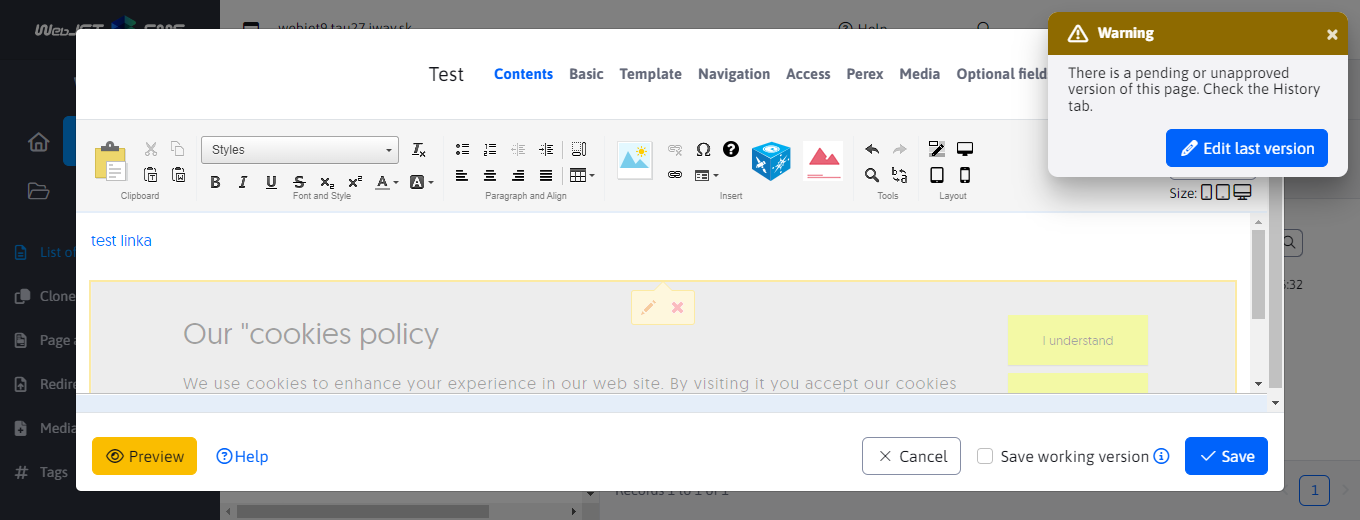 WebJET CMS
webjet9.tau27.iway.sk
Help
Warning
There is a pending or unapproved
version of this page. Check the History
tab.
Edit last version
Test
Contents
Basic
Template
Navigation
Access
Perex
Media
Optional field
Styles
Clipboard
Font and Style
Paragraph and Align
Insert
Tools
Layout
Size:
test linka
Our "cookies policy
I understand
We use cookies to enhance your experience in our web site. By visiting it you accept our cookies
List of
Clone
Page a
Redire
Media
Tags
:32
Preview
Help
Cancel
Save working version
Save
Records 1 to 1 of 1
1